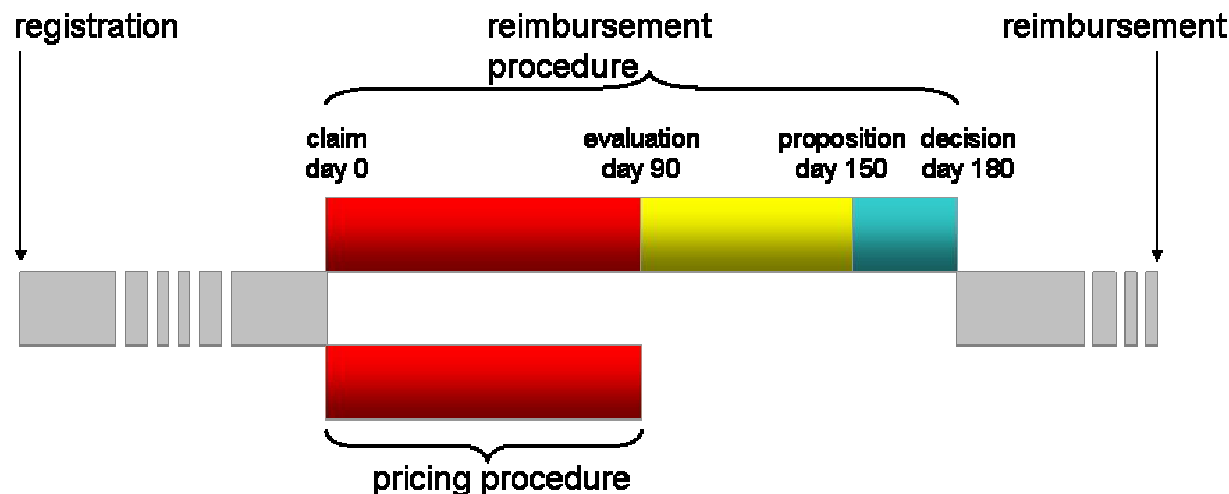 registration
reimbursement
procedure
reimbursement
claim
day 0
evaluation
day 90
proposition
day 150
decision
day 180
pricing procedure